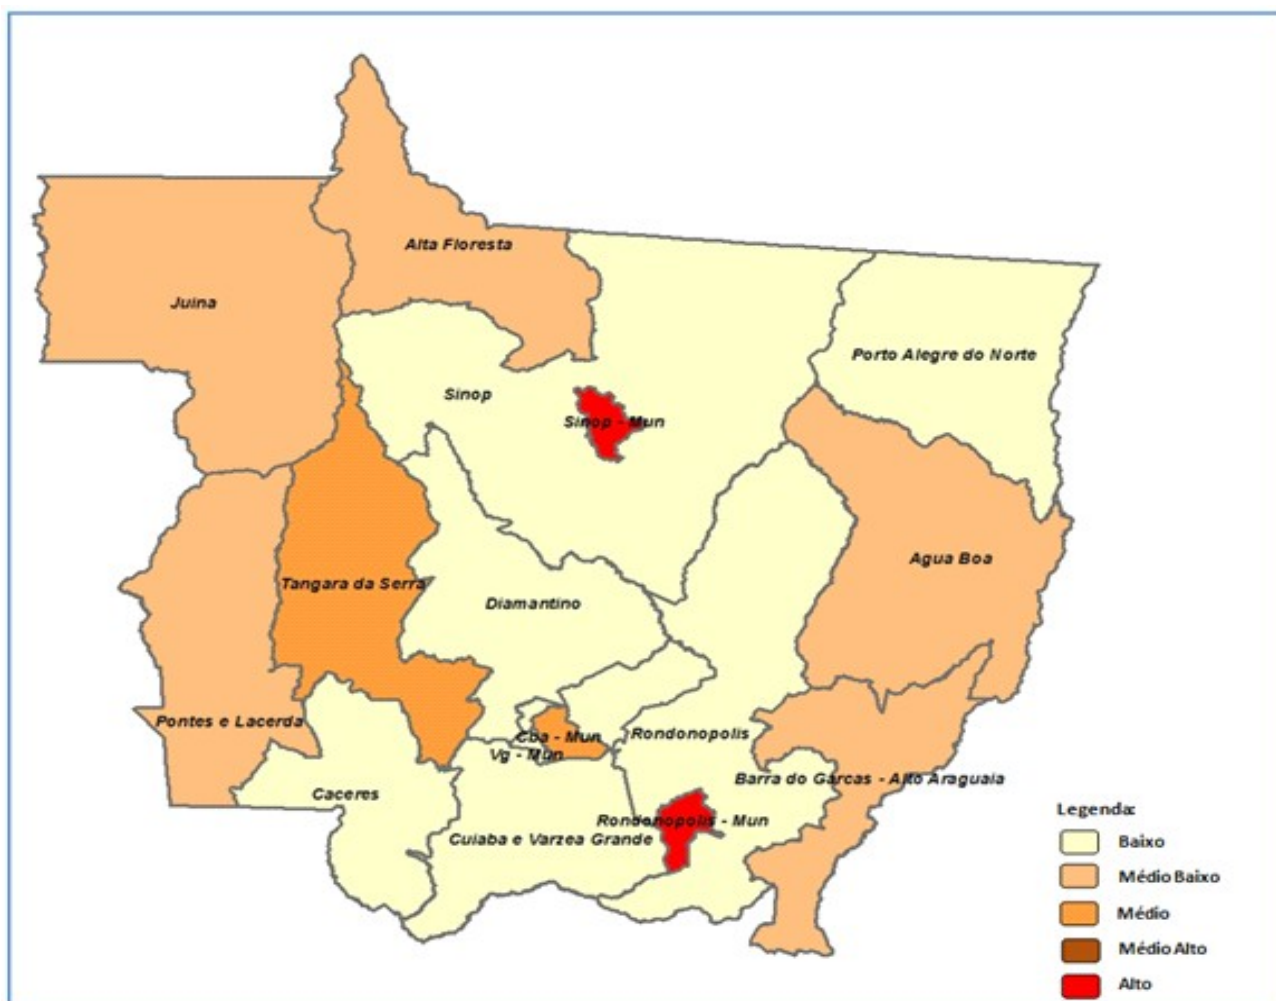 Alta Floresta
Juina
Porto Alegre do Norte
Sinop
Sinop - Mun
Agua Boa
Tangara da Serra
Diamantino
Pontes e Lacerda
Cba - Mun
Rondonopolis
Vg - Mun
Barra do Garcas - Alto Araguaia
Caceres
Rondonopolis - Mun
Cuiaba e Varzea Grande
Legenda:
Baixo
Médio Baixo
Médio
Médio Alto
Alto